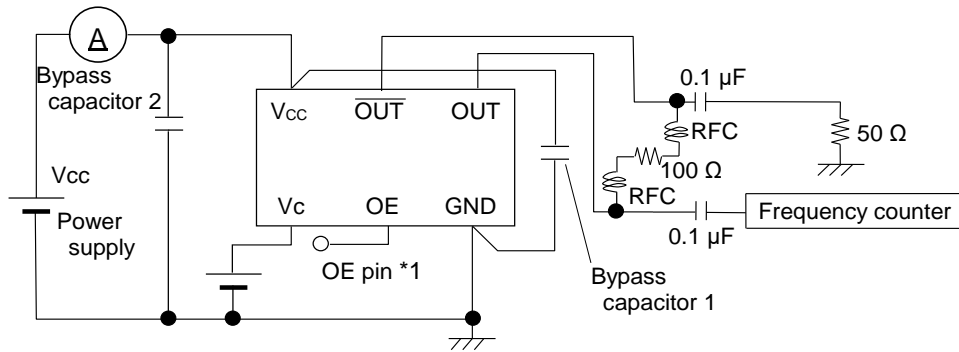 A
Bypass
capacitor 2
0.1 µF
VCC
OUT
OUT
RFC
50 Ω
100 Ω
Vcc
RFC
Power
supply
Vc
OE
GND
0.1 µF
Frequency counter
OE pin *1
Bypass
capacitor 1